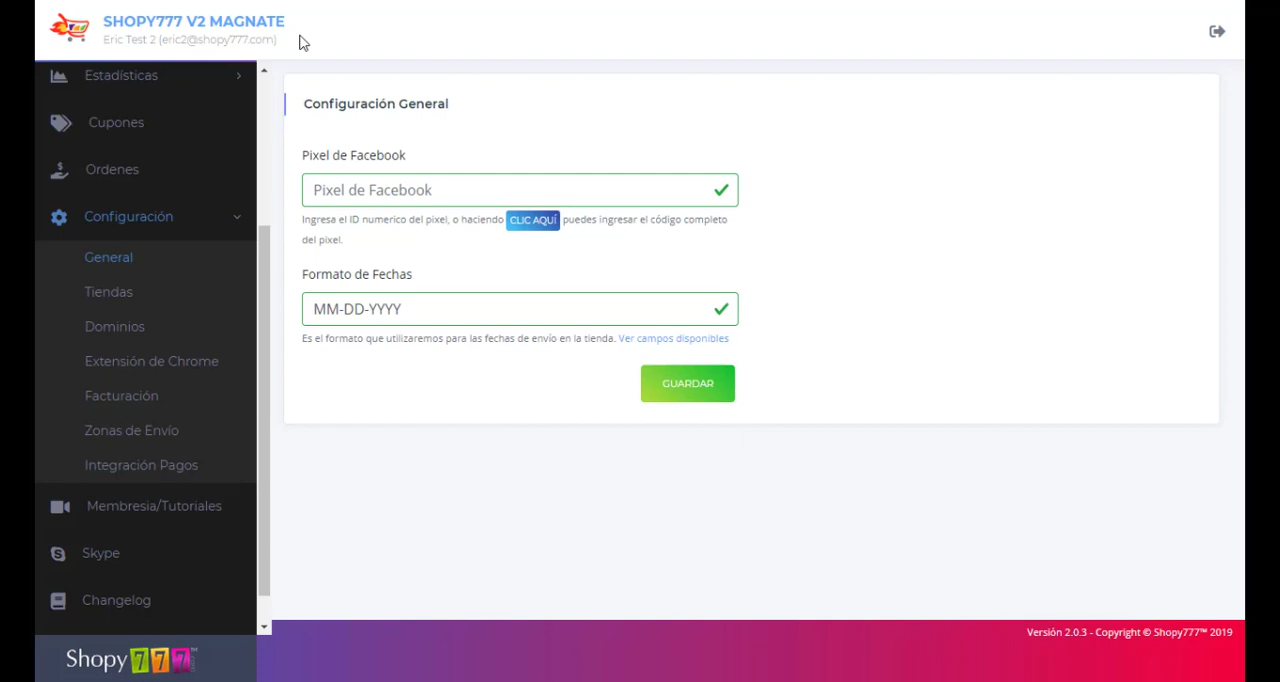 SHOPY777 V2 MAGNATE
Eric Test 2 (eric2@shopy777.com)
Estadísticas
Cupones
Ordenes
Configuración
General
Tiendas
Dominios
Extensión de Chrome
Facturación
Zonas de Envío
Integración Pagos
Membresia/Tutoriales
Skype
Changelog
Shopy777™
Configuración General
Pixel de Facebook
Pixel de Facebook
Ingresa el ID numerico del pixel, o haciendo CLIC AQUÍ puedes ingresar el código completo
del pixel.
Formato de Fechas
MM-DD-YYYY
Es el formato que utilizaremos para las fechas de envío en la tienda. Ver campos disponibles
GUARDAR
Versión 2.0.3 - Copyright © Shopy777™ 2019